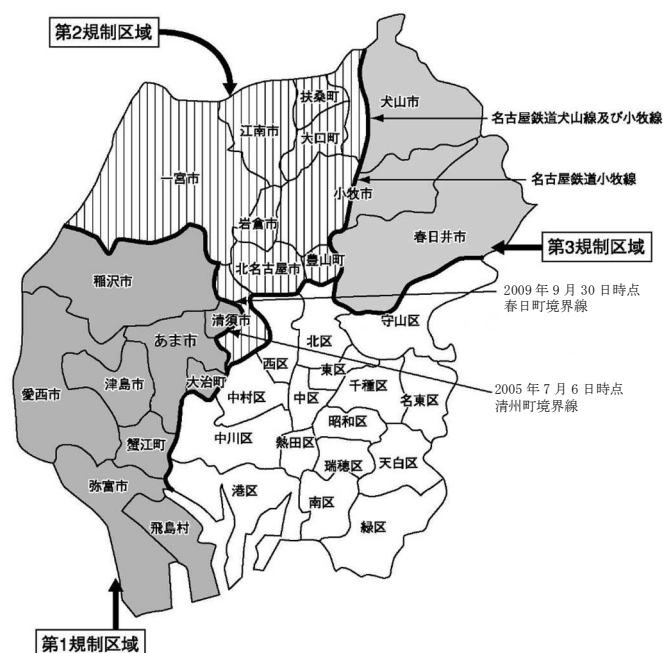 第2規制区域
犬山市
扶桑町
名古屋鉄道犬山線及び小牧線
江南市
大口町
一宮市
名古屋鉄道小牧線
小牧市
岩倉市
春日井市
第3規制区域
稲沢市
北名古屋市
豊山町
2009年9月30日時点
春日町境界線
清須市
守山区
あま市
北区
西区
東区
愛西市
津島市
大治町
中村区
中区
千種区
名東区
2005年7月6日時点
清州町境界線
昭和区
蟹江町
中川区
熱田区
瑞穂区
天白区
弥富市
港区
南区
緑区
飛島村
第1規制区域